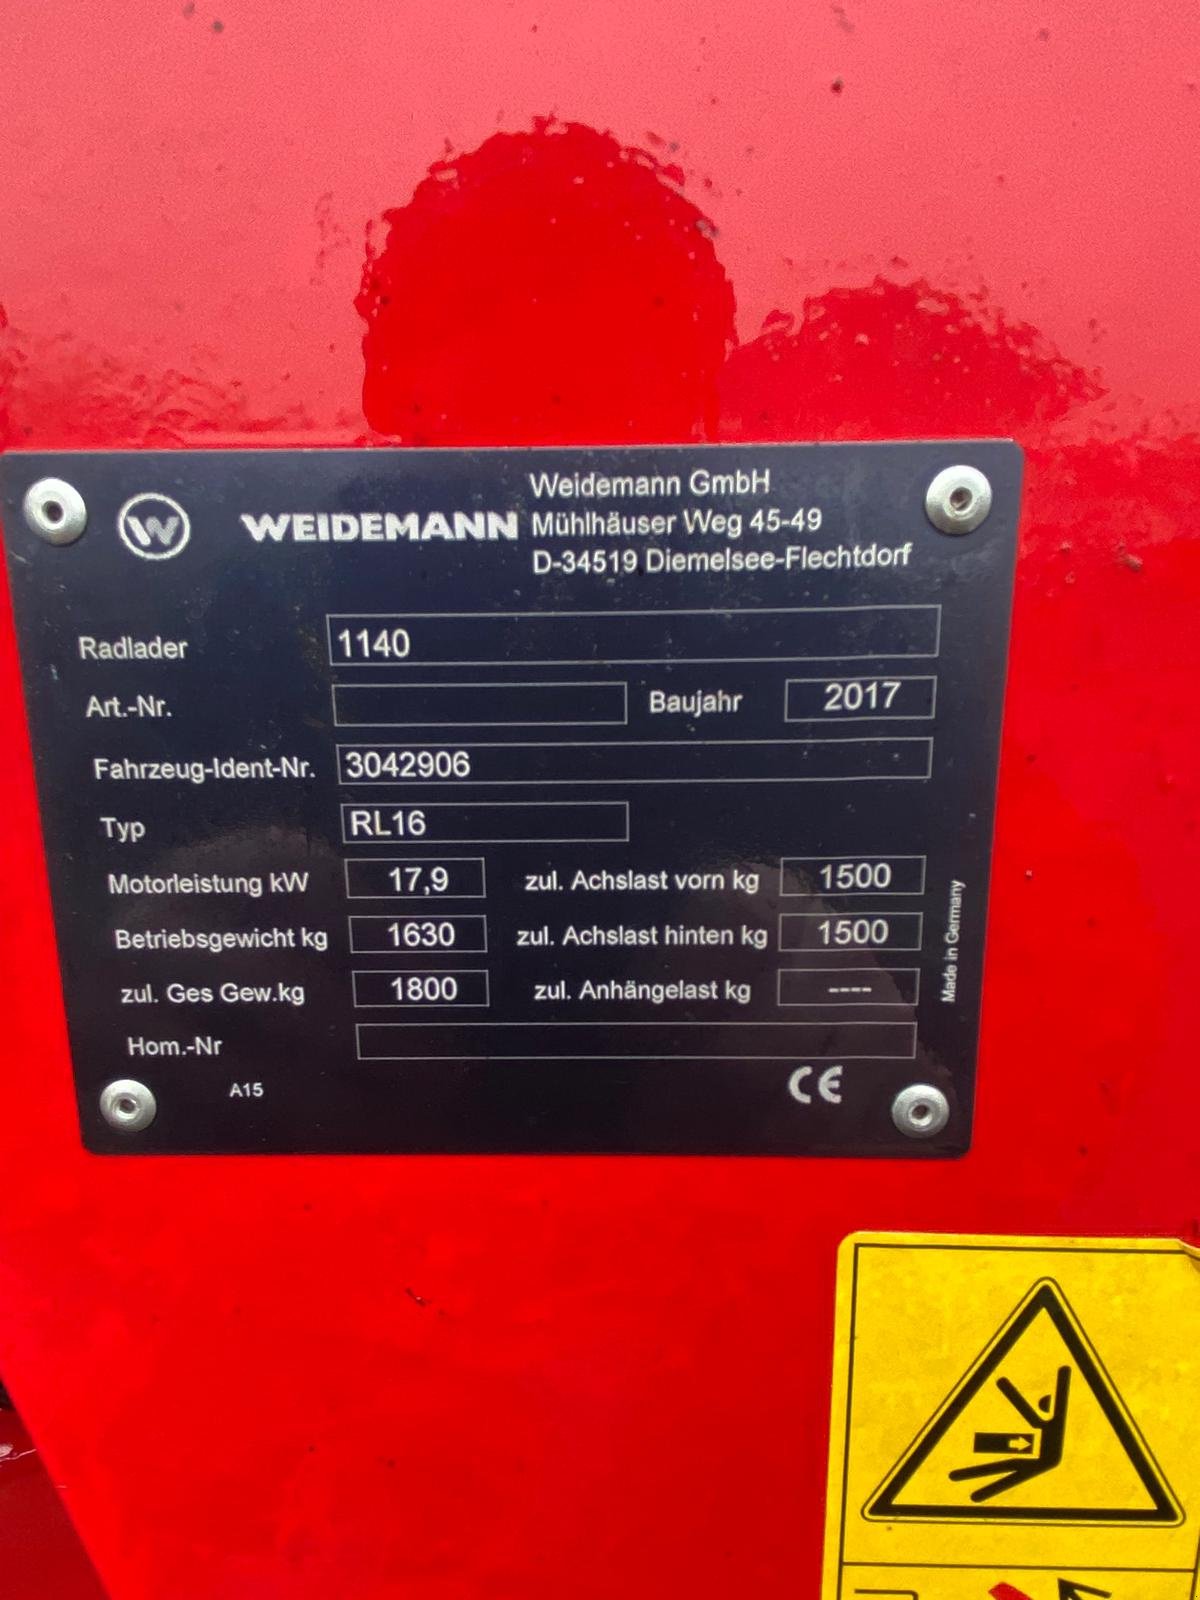 Weidemann GmbH
W WEIDEMANN Mühlhäuser Weg 45-49
D-34519 Diemelsee-Flechtdorf
Radlader 1140
Art.-Nr. Baujahr 2017
Fahrzeug-Ident-Nr. 3042906
Typ RL16
Motorleistung kW 17,9 zul. Achslast vorn kg 1500
Betriebsgewicht kg 1630 zul. Achslast hinten kg 1500
zul. Ges Gew.kg 1800 zul. Anhängelast kg ----
Hom.-Nr
A15 CE
Made in Germany